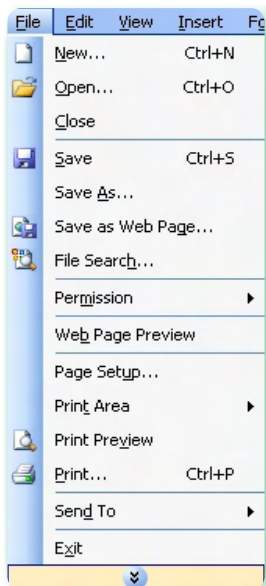 File Edit View Insert Fo
New... Ctrl+N
Open... Ctrl+O
Close
Save Ctrl+S
Save As...
Save as Web Page...
File Search...
Permission
Web Page Preview
Page Setup...
Print Area
Print Preview
Print... Ctrl+P
Send To
Exit